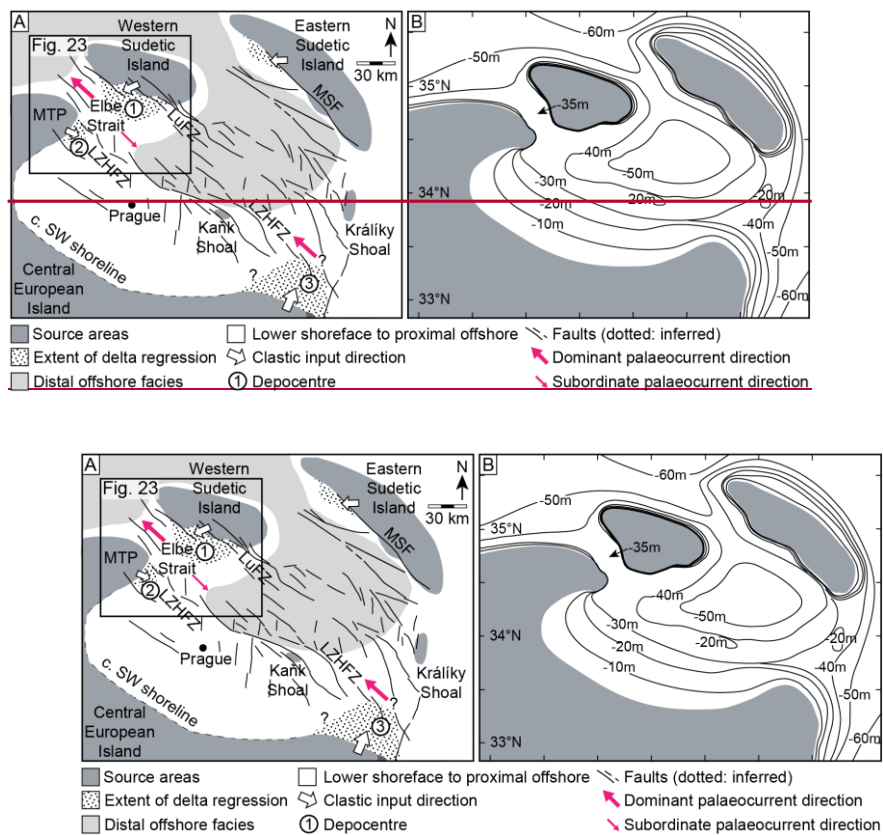 A
Western
Sudetic
Island
Eastern
Sudetic
Island
N
30 km
Fig. 23
MTP
Elbe
Strait
1
LuFZ
MSF
2
LZHFZ
Prague
c. SW shoreline
Kaňk
Shoal
LZHFZ
Králíky
Shoal
?
?
3
Central
European
Island
B
-60m
-50m
35°N
-35m
-40m
-50m
-30m
-20m
-20m
-20m
-10m
-40m
-50m
-60m
34°N
33°N
Source areas
Lower shoreface to proximal offshore
Faults (dotted: inferred)
Extent of delta regression
Clastic input direction
Dominant palaeocurrent direction
Distal offshore facies
1 Depocentre
Subordinate palaeocurrent direction
A
Western
Sudetic
Island
Eastern
Sudetic
Island
N
30 km
Fig. 23
MTP
Elbe
Strait
1
LuFZ
MSF
2
LZHFZ
Prague
c. SW shoreline
Kaňk
Shoal
LZHFZ
Králíky
Shoal
?
?
3
Central
European
Island
B
-60m
-50m
35°N
-35m
-40m
-50m
-30m
-20m
-20m
-20m
-10m
-40m
-50m
-60m
34°N
33°N
Source areas
Lower shoreface to proximal offshore
Faults (dotted: inferred)
Extent of delta regression
Clastic input direction
Dominant palaeocurrent direction
Distal offshore facies
1 Depocentre
Subordinate palaeocurrent direction